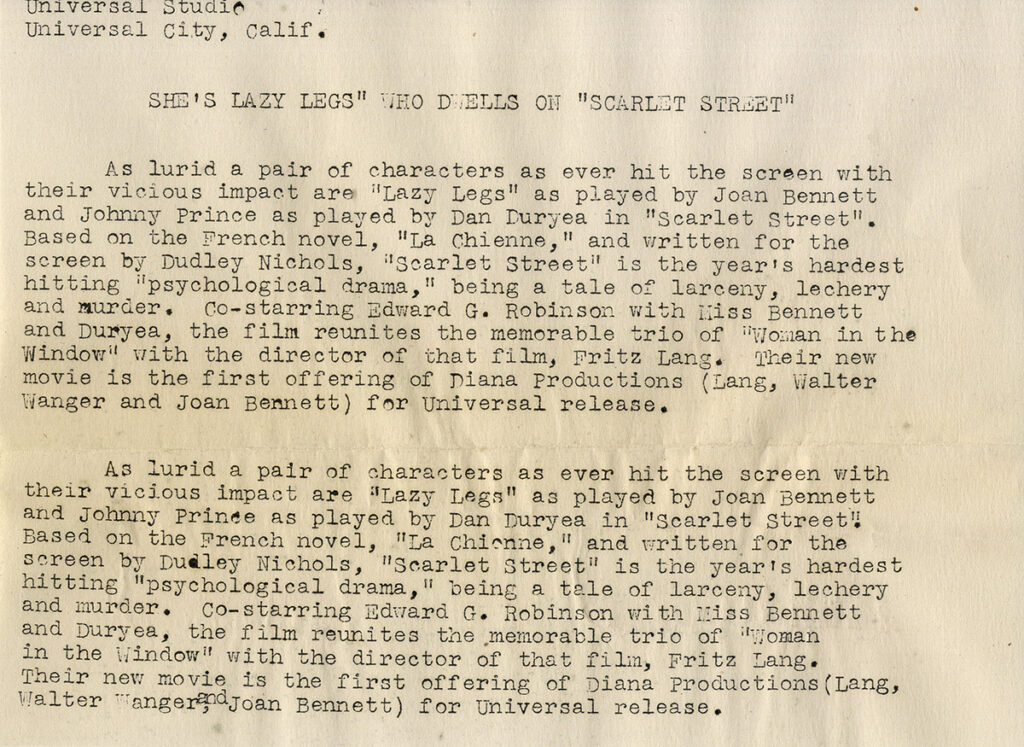 Universal Studio
Universal City, Calif.
SHE'S LAZY LEGS" WHO DWELLS ON "SCARLET STREET"
As lurid a pair of characters as ever hit the screen with
their vicious impact are "Lazy Legs" as played by Joan Bennett
and Johnny Prince as played by Dan Duryea in "Scarlet Street".
Based on the French novel, "La Chienne," and written for the
screen by Dudley Nichols, "Scarlet Street" is the year's hardest
hitting "psychological drama," being a tale of larceny, lechery
and murder. Co-starring Edward G. Robinson with Miss Bennett
and Duryea, the film reunites the memorable trio of "Woman in the
Window" with the director of that film, Fritz Lang. Their new
movie is the first offering of Diana Productions (Lang, Walter
Wanger and Joan Bennett) for Universal release.
As lurid a pair of characters as ever hit the screen with
their vicious impact are "Lazy Legs" as played by Joan Bennett
and Johnny Prince as played by Dan Duryea in "Scarlet Street".
Based on the French novel, "La Chienne," and written for the
screen by Dudley Nichols, "Scarlet Street" is the year's hardest
hitting "psychological drama," being a tale of larceny, lechery
and murder. Co-starring Edward G. Robinson with Miss Bennett
and Duryea, the film reunites the memorable trio of "Woman
in the Window" with the director of that film, Fritz Lang.
Their new movie is the first offering of Diana Productions(Lang,
Walter Wanger, and Joan Bennett) for Universal release.